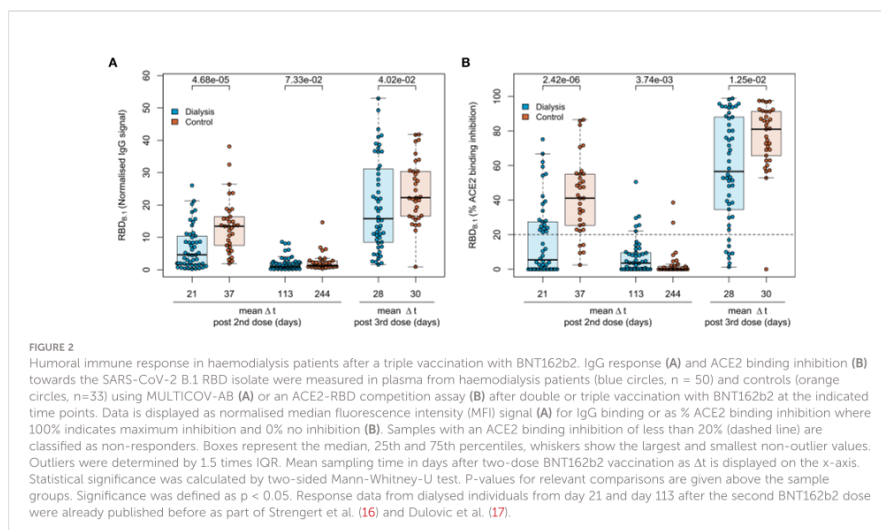 A
B
4.68e-05 7.33e-02 4.02e-02
2.42e-06 3.74e-03 1.25e-02
60
50
40
30
20
10
0
RBD_B.1 (Normalised IgG signal)
Dialysis
Control
21 37 113 244 28 30
mean Δ t
post 2nd dose (days)
mean Δ t
post 3rd dose (days)
100
80
60
40
20
0
RBD_B.1 (% ACE2 binding inhibition)
Dialysis
Control
21 37 113 244 28 30
mean Δ t
post 2nd dose (days)
mean Δ t
post 3rd dose (days)
FIGURE 2
Humoral immune response in haemodialysis patients after a triple vaccination with BNT162b2. IgG response (A) and ACE2 binding inhibition (B)
towards the SARS-CoV-2 B.1 RBD isolate were measured in plasma from haemodialysis patients (blue circles, n = 50) and controls (orange
circles, n=33) using MULTICOV-AB (A) or an ACE2-RBD competition assay (B) after double or triple vaccination with BNT162b2 at the indicated
time points. Data is displayed as normalised median fluorescence intensity (MFI) signal (A) for IgG binding or as % ACE2 binding inhibition where
100% indicates maximum inhibition and 0% no inhibition (B). Samples with an ACE2 binding inhibition of less than 20% (dashed line) are
classified as non-responders. Boxes represent the median, 25th and 75th percentiles, whiskers show the largest and smallest non-outlier values.
Outliers were determined by 1.5 times IQR. Mean sampling time in days after two-dose BNT162b2 vaccination as Δt is displayed on the x-axis.
Statistical significance was calculated by two-sided Mann-Whitney-U test. P-values for relevant comparisons are given above the sample
groups. Significance was defined as p < 0.05. Response data from dialysed individuals from day 21 and day 113 after the second BNT162b2 dose
were already published before as part of Strengert et al. (16) and Dulovic et al. (17).